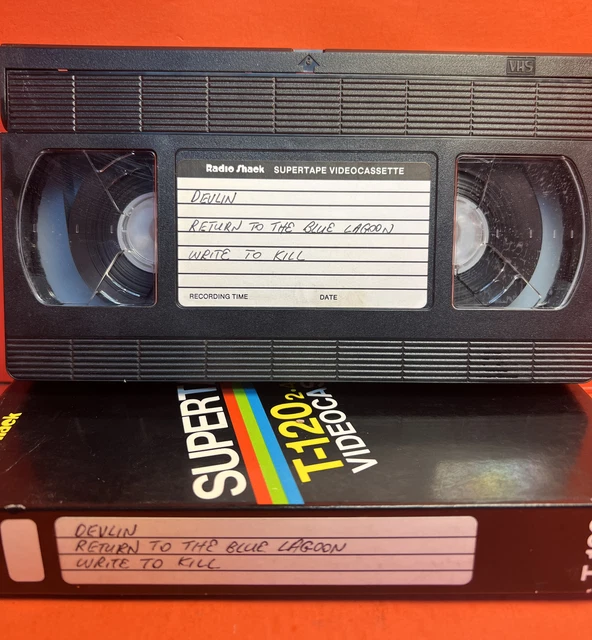 VHS
Radio Shack SUPERTAPE VIDEOCASSETTE
DEVLIN
RETURN TO THE BLUE LAGOON
WRITE TO KILL
RECORDING TIME DATE
SUPERT
T-120
VIDEOCAS
DEVLIN
RETURN TO THE BLUE LAGOON
WRITE TO KILL